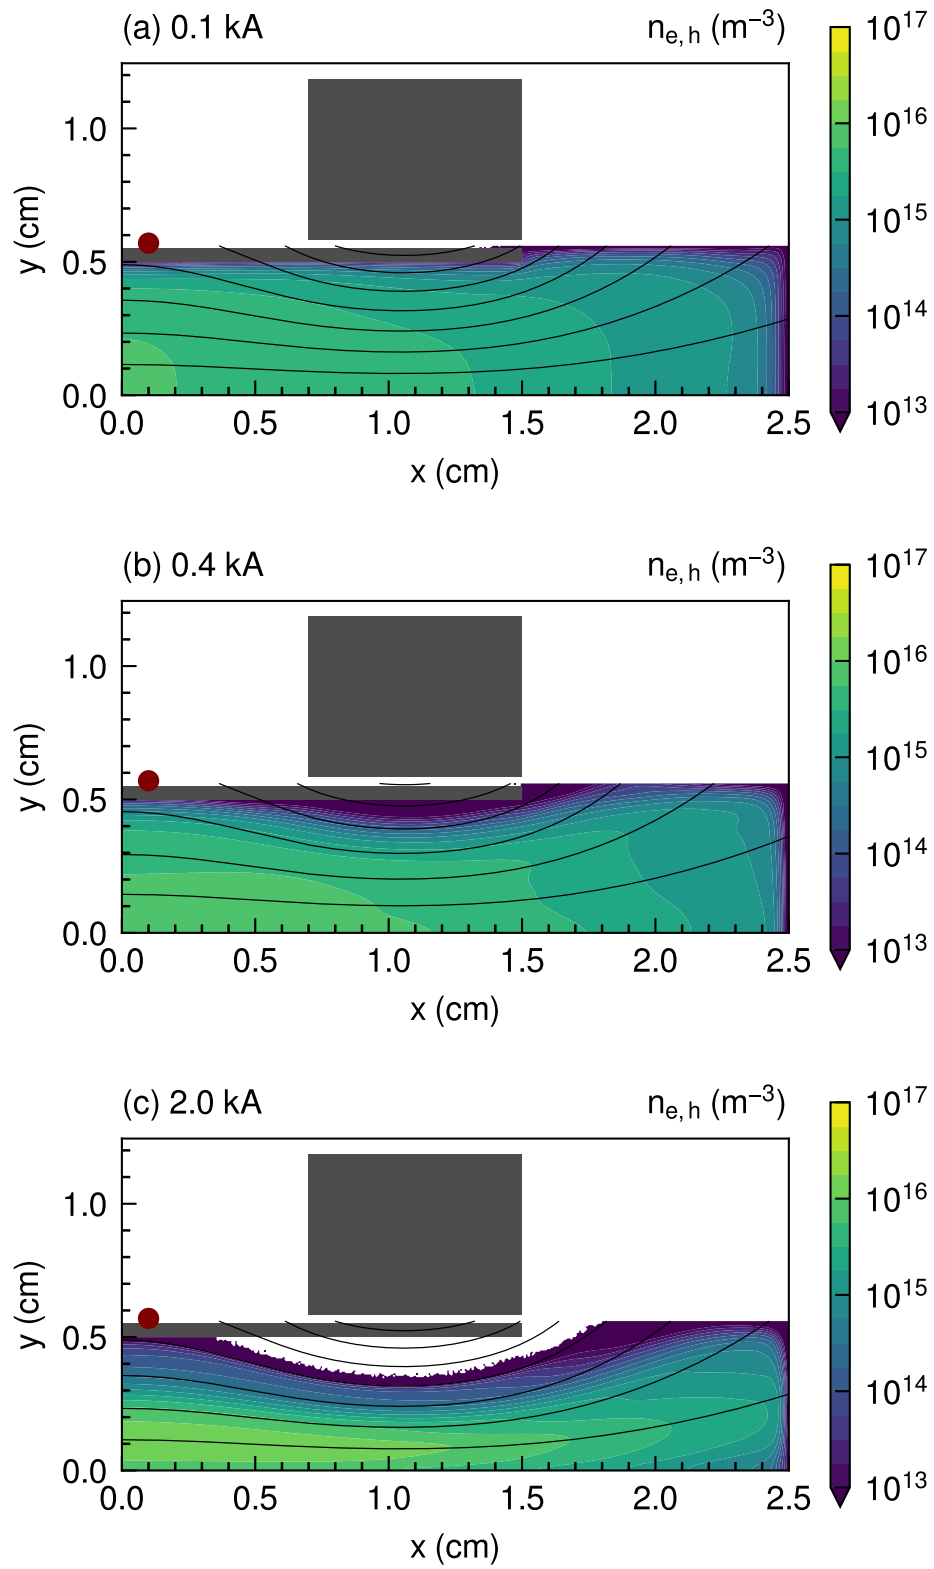 (a) 0.1 kA n_{e, h} (m^{−3})
10^{17}
10^{16}
10^{15}
10^{14}
10^{13}
y (cm)
1.0
0.5
0.0
0.0 0.5 1.0 1.5 2.0 2.5
x (cm)
(b) 0.4 kA n_{e, h} (m^{−3})
10^{17}
10^{16}
10^{15}
10^{14}
10^{13}
y (cm)
1.0
0.5
0.0
0.0 0.5 1.0 1.5 2.0 2.5
x (cm)
(c) 2.0 kA n_{e, h} (m^{−3})
10^{17}
10^{16}
10^{15}
10^{14}
10^{13}
y (cm)
1.0
0.5
0.0
0.0 0.5 1.0 1.5 2.0 2.5
x (cm)